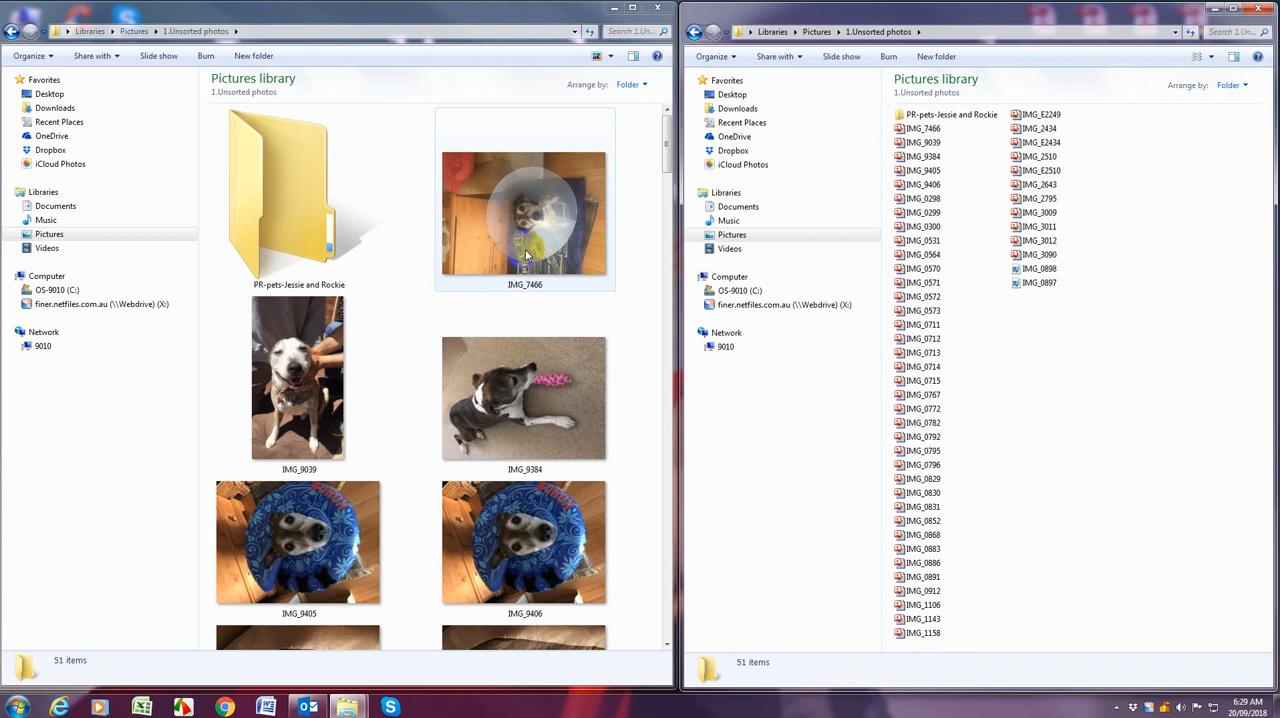 Libraries Pictures 1.Unsorted photos
Search 1.Un...
Organize Share with Slide show Burn New folder
Favorites
Desktop
Downloads
Recent Places
OneDrive
Dropbox
iCloud Photos
Libraries
Documents
Music
Pictures
Videos
Computer
OS-9010 (C:)
finer.netfiles.com.au (\\Webdrive) (X:)
Network
9010
Pictures library
1.Unsorted photos
Arrange by: Folder
PR-pets-Jessie and Rockie
IMG_7466
IMG_9039
IMG_9384
IMG_9405
IMG_9406
51 items
Libraries Pictures 1.Unsorted photos
Search 1.Un...
Organize Share with Slide show Burn New folder
Favorites
Desktop
Downloads
Recent Places
OneDrive
Dropbox
iCloud Photos
Libraries
Documents
Music
Pictures
Videos
Computer
OS-9010 (C:)
finer.netfiles.com.au (\\Webdrive) (X:)
Network
9010
Pictures library
1.Unsorted photos
Arrange by: Folder
PR-pets-Jessie and Rockie
IMG_7466
IMG_9039
IMG_9384
IMG_9405
IMG_9406
IMG_0298
IMG_0299
IMG_0300
IMG_0531
IMG_0564
IMG_0570
IMG_0571
IMG_0572
IMG_0573
IMG_0711
IMG_0712
IMG_0713
IMG_0714
IMG_0715
IMG_0767
IMG_0772
IMG_0782
IMG_0792
IMG_0795
IMG_0796
IMG_0829
IMG_0830
IMG_0831
IMG_0852
IMG_0868
IMG_0883
IMG_0886
IMG_0891
IMG_0912
IMG_1106
IMG_1143
IMG_1158
IMG_E2249
IMG_2434
IMG_E2434
IMG_2510
IMG_E2510
IMG_2643
IMG_2795
IMG_3009
IMG_3011
IMG_3012
IMG_3090
IMG_0898
IMG_0897
51 items
6:29 AM
20/09/2018